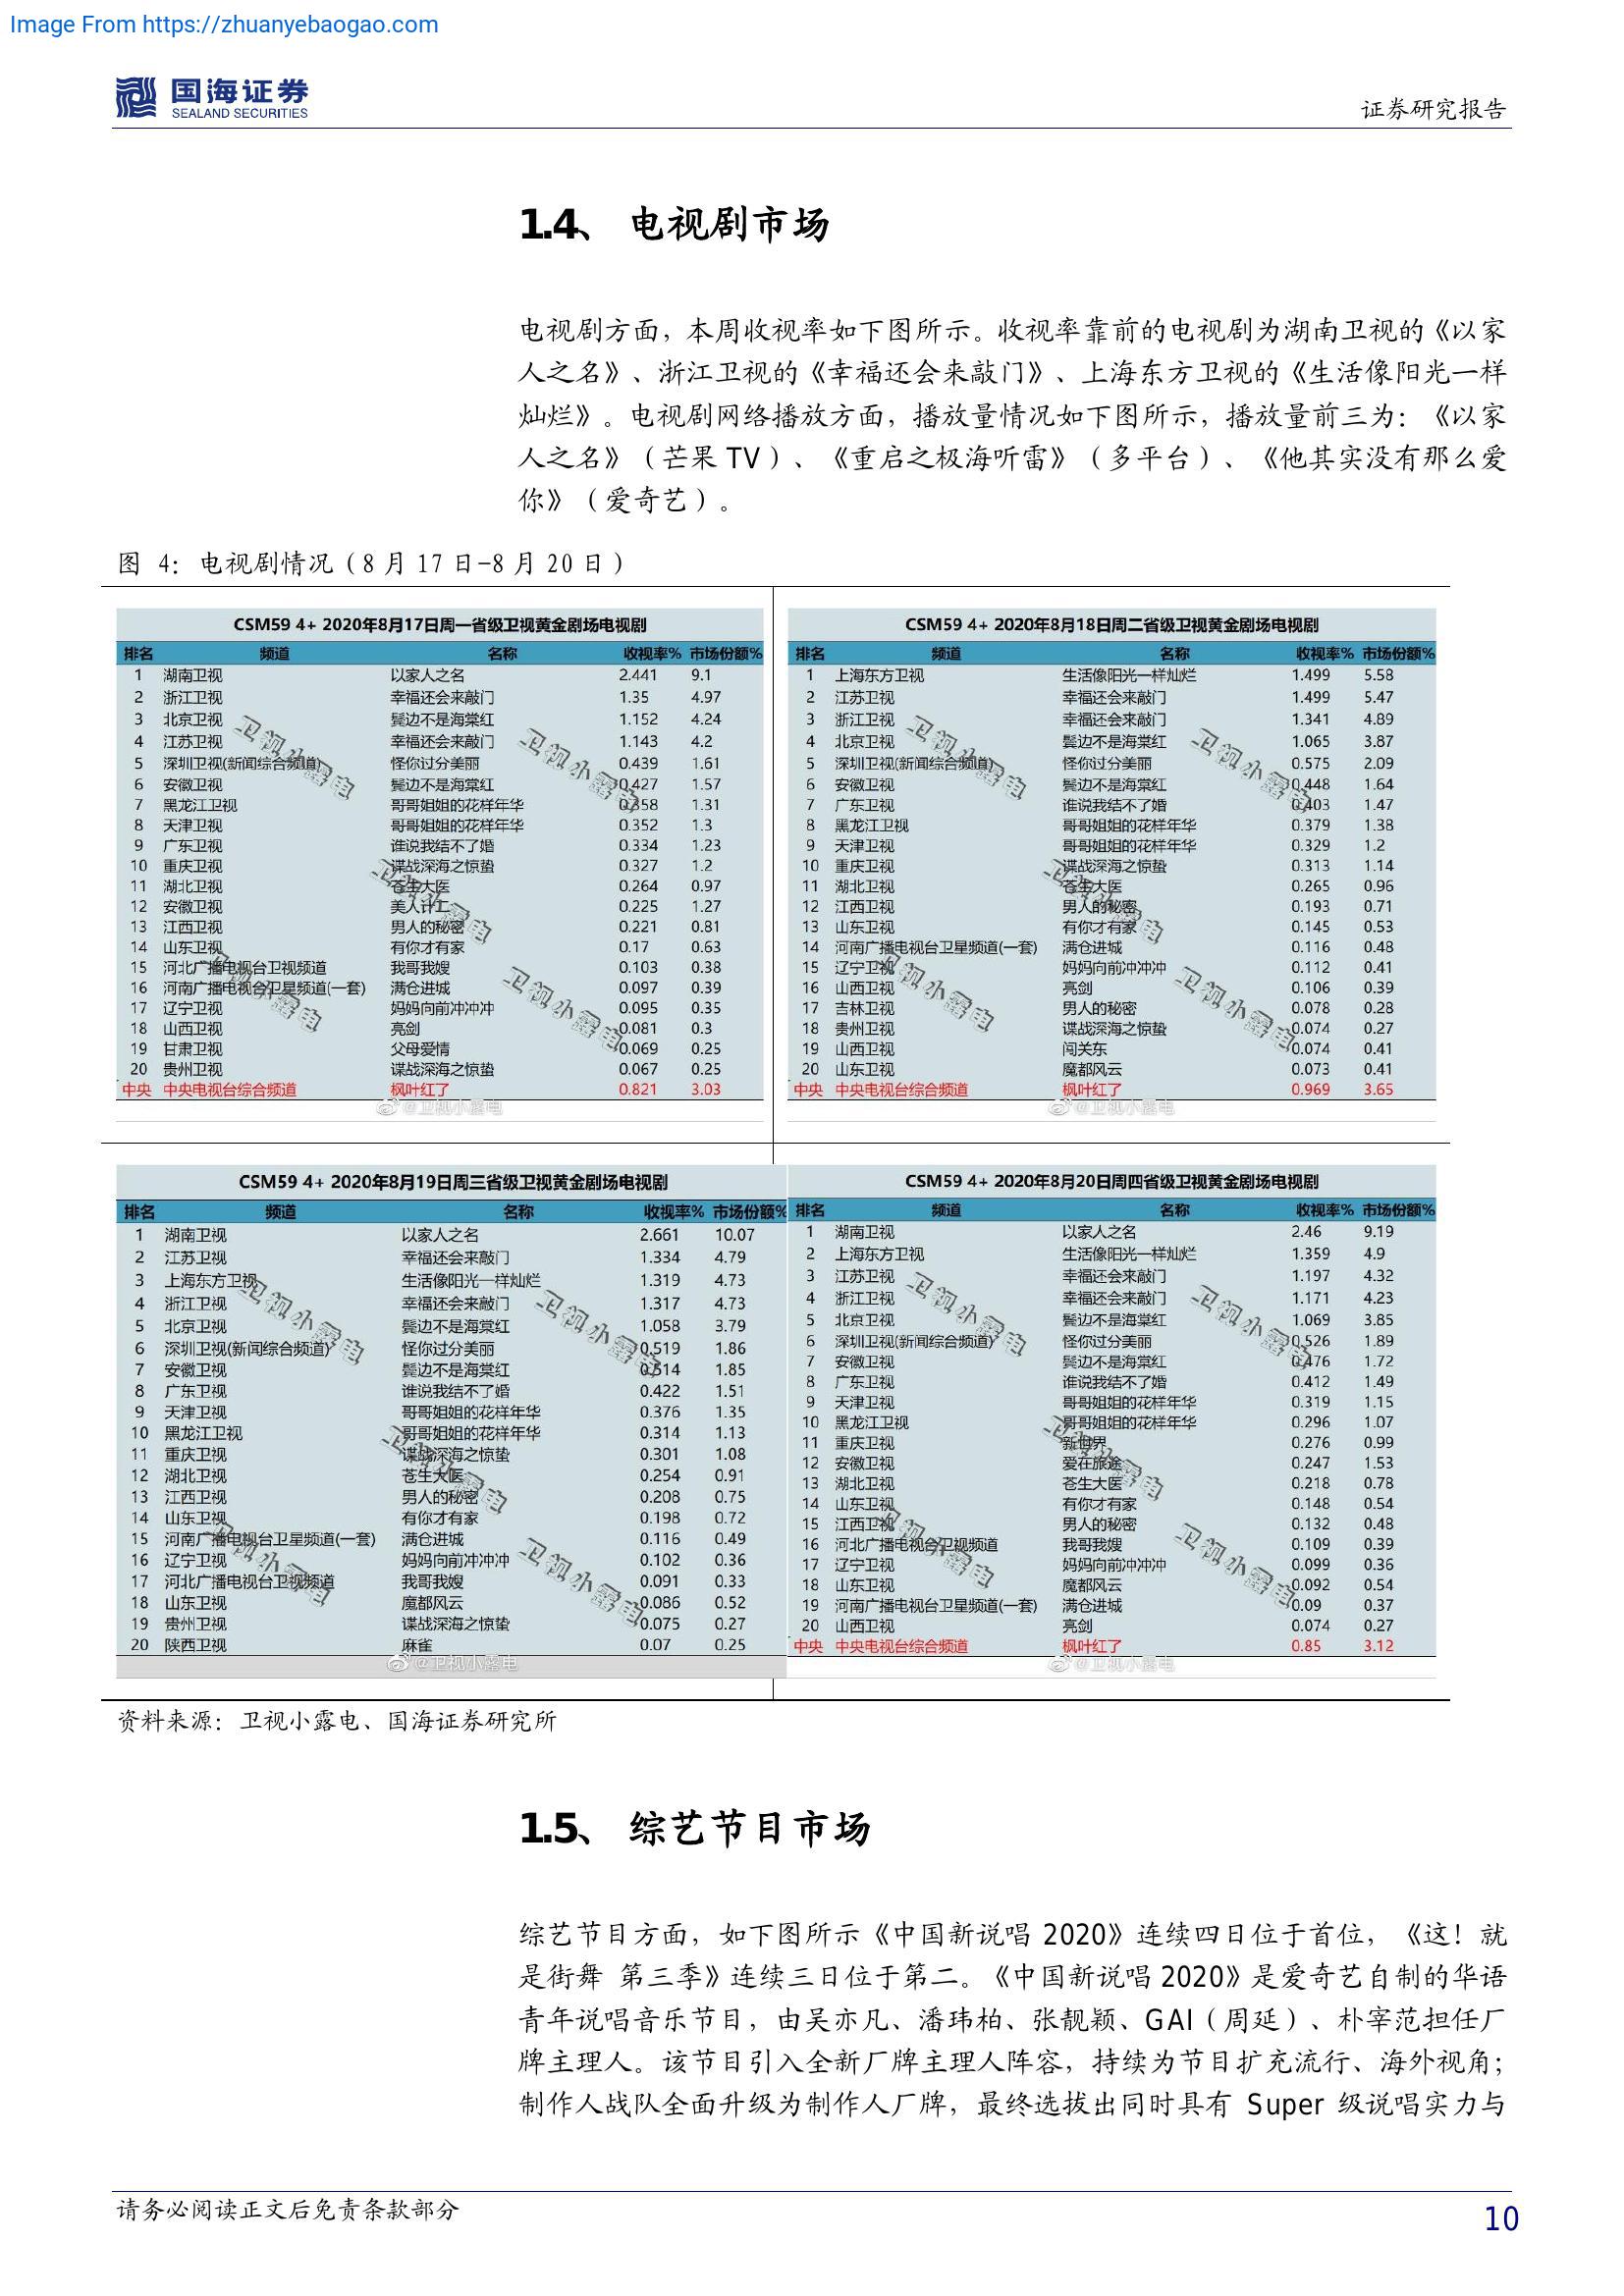 Image From https://zhuanyebaogao.com
国海证券
SEALAND SECURITIES
证券研究报告
1.4、 电视剧市场
电视剧方面，本周收视率如下图所示。收视率靠前的电视剧为湖南卫视的《以家
人之名》、浙江卫视的《幸福还会来敲门》、上海东方卫视的《生活像阳光一样
灿烂》。电视剧网络播放方面，播放量情况如下图所示，播放量前三为：《以家
人之名》（芒果 TV）、《重启之极海听雷》（多平台）、《他其实没有那么爱
你》（爱奇艺）。
图 4：电视剧情况（8 月 17 日-8 月 20 日）
CSM59 4+ 2020年8月17日周一省级卫视黄金剧场电视剧
排名 频道 名称 收视率% 市场份额%
1 湖南卫视 以家人之名 2.441 9.1
2 浙江卫视 幸福还会来敲门 1.35 4.97
3 北京卫视 鬓边不是海棠红 1.152 4.24
4 江苏卫视 幸福还会来敲门 1.143 4.2
5 深圳卫视(新闻综合频道) 怪你过分美丽 0.439 1.61
6 安徽卫视 鬓边不是海棠红 0.427 1.57
7 黑龙江卫视 哥哥姐姐的花样年华 0.358 1.31
8 天津卫视 哥哥姐姐的花样年华 0.352 1.3
9 广东卫视 谁说我结不了婚 0.334 1.23
10 重庆卫视 谍战深海之惊蛰 0.327 1.2
11 湖北卫视 苍生大医 0.264 0.97
12 安徽卫视 美人计工 0.225 1.27
13 江西卫视 男人的秘密 0.221 0.81
14 山东卫视 有你才有家 0.17 0.63
15 河北广播电视台卫视频道 我哥我嫂 0.103 0.38
16 河南广播电视台卫星频道(一套) 满仓进城 0.097 0.39
17 辽宁卫视 妈妈向前冲冲冲 0.095 0.35
18 山西卫视 亮剑 0.081 0.3
19 甘肃卫视 父母爱情 0.069 0.25
20 贵州卫视 谍战深海之惊蛰 0.067 0.25
中央 中央电视台综合频道 枫叶红了 0.821 3.03
@卫视小露电
CSM59 4+ 2020年8月18日周二省级卫视黄金剧场电视剧
排名 频道 名称 收视率% 市场份额%
1 上海东方卫视 生活像阳光一样灿烂 1.499 5.58
2 江苏卫视 幸福还会来敲门 1.499 5.47
3 浙江卫视 幸福还会来敲门 1.341 4.89
4 北京卫视 鬓边不是海棠红 1.065 3.87
5 深圳卫视(新闻综合频道) 怪你过分美丽 0.575 2.09
6 安徽卫视 鬓边不是海棠红 0.448 1.64
7 广东卫视 谁说我结不了婚 0.403 1.47
8 黑龙江卫视 哥哥姐姐的花样年华 0.379 1.38
9 天津卫视 哥哥姐姐的花样年华 0.329 1.2
10 重庆卫视 谍战深海之惊蛰 0.313 1.14
11 湖北卫视 苍生大医 0.265 0.96
12 江西卫视 男人的秘密 0.193 0.71
13 山东卫视 有你才有家 0.145 0.53
14 河南广播电视台卫星频道(一套) 满仓进城 0.116 0.48
15 辽宁卫视 妈妈向前冲冲冲 0.112 0.41
16 山西卫视 亮剑 0.106 0.39
17 吉林卫视 男人的秘密 0.078 0.28
18 贵州卫视 谍战深海之惊蛰 0.074 0.27
19 山西卫视 闯关东 0.074 0.41
20 山东卫视 魔都风云 0.073 0.41
中央 中央电视台综合频道 枫叶红了 0.969 3.65
@卫视小露电
CSM59 4+ 2020年8月19日周三省级卫视黄金剧场电视剧
排名 频道 名称 收视率% 市场份额%
1 湖南卫视 以家人之名 2.661 10.07
2 江苏卫视 幸福还会来敲门 1.334 4.79
3 上海东方卫视 生活像阳光一样灿烂 1.319 4.73
4 浙江卫视 幸福还会来敲门 1.317 4.73
5 北京卫视 鬓边不是海棠红 1.058 3.79
6 深圳卫视(新闻综合频道) 怪你过分美丽 0.519 1.86
7 安徽卫视 鬓边不是海棠红 0.514 1.85
8 广东卫视 谁说我结不了婚 0.422 1.51
9 天津卫视 哥哥姐姐的花样年华 0.376 1.35
10 黑龙江卫视 哥哥姐姐的花样年华 0.314 1.13
11 重庆卫视 谍战深海之惊蛰 0.301 1.08
12 湖北卫视 苍生大医 0.254 0.91
13 江西卫视 男人的秘密 0.208 0.75
14 山东卫视 有你才有家 0.198 0.72
15 河南广播电视台卫星频道(一套) 满仓进城 0.116 0.49
16 辽宁卫视 妈妈向前冲冲冲 0.102 0.36
17 河北广播电视台卫视频道 我哥我嫂 0.091 0.33
18 山东卫视 魔都风云 0.086 0.52
19 贵州卫视 谍战深海之惊蛰 0.075 0.27
20 陕西卫视 麻雀 0.07 0.25
@卫视小露电
CSM59 4+ 2020年8月20日周四省级卫视黄金剧场电视剧
排名 频道 名称 收视率% 市场份额%
1 湖南卫视 以家人之名 2.46 9.19
2 上海东方卫视 生活像阳光一样灿烂 1.359 4.9
3 江苏卫视 幸福还会来敲门 1.197 4.32
4 浙江卫视 幸福还会来敲门 1.171 4.23
5 北京卫视 鬓边不是海棠红 1.069 3.85
6 深圳卫视(新闻综合频道) 怪你过分美丽 0.526 1.89
7 安徽卫视 鬓边不是海棠红 0.476 1.72
8 广东卫视 谁说我结不了婚 0.412 1.49
9 天津卫视 哥哥姐姐的花样年华 0.319 1.15
10 黑龙江卫视 哥哥姐姐的花样年华 0.296 1.07
11 重庆卫视 新世界 0.276 0.99
12 安徽卫视 爱在旅途 0.247 1.53
13 湖北卫视 苍生大医 0.218 0.78
14 山东卫视 有你才有家 0.148 0.54
15 江西卫视 男人的秘密 0.132 0.48
16 河北广播电视台卫视频道 我哥我嫂 0.109 0.39
17 辽宁卫视 妈妈向前冲冲冲 0.099 0.36
18 山东卫视 魔都风云 0.092 0.54
19 河南广播电视台卫星频道(一套) 满仓进城 0.09 0.37
20 山西卫视 亮剑 0.074 0.27
中央 中央电视台综合频道 枫叶红了 0.85 3.12
@卫视小露电
资料来源：卫视小露电、国海证券研究所
1.5、 综艺节目市场
综艺节目方面，如下图所示《中国新说唱 2020》连续四日位于首位，《这！就
是街舞 第三季》连续三日位于第二。《中国新说唱 2020》是爱奇艺自制的华语
青年说唱音乐节目，由吴亦凡、潘玮柏、张靓颖、GAI（周延）、朴宰范担任厂
牌主理人。该节目引入全新厂牌主理人阵容，持续为节目扩充流行、海外视角；
制作人战队全面升级为制作人厂牌，最终选拔出同时具有 Super 级说唱实力与
请务必阅读正文后免责条款部分
10